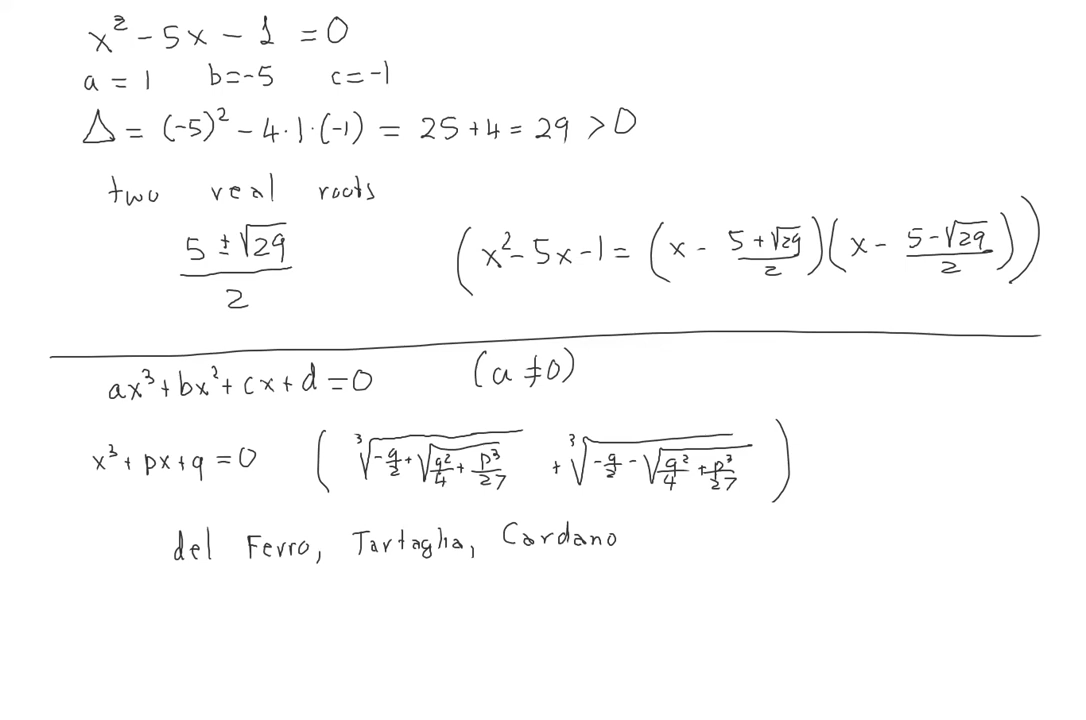 x² - 5x - 1 = 0
a = 1 b = -5 c = -1
Δ = (-5)² - 4·1·(-1) = 25 + 4 = 29 > 0
two real roots
(5 ± √29)/2 (x² - 5x - 1 = (x - (5 + √29)/2)(x - (5 - √29)/2))
ax³ + bx² + cx + d = 0 (a ≠ 0)
x³ + px + q = 0 (∛(-q/2 + √(q²/4 + p³/27)) + ∛(-q/2 - √(q²/4 + p³/27)))
del Ferro, Tartaglia, Cardano